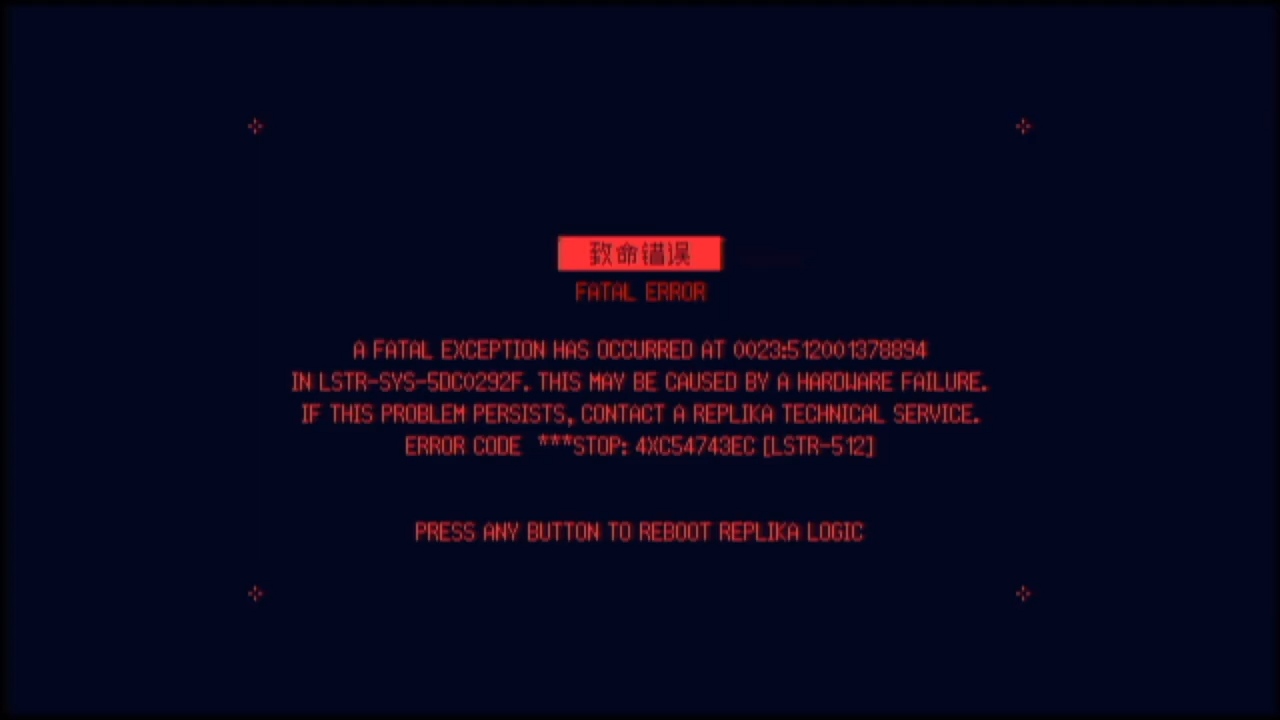 致命错误
FATAL ERROR
A FATAL EXCEPTION HAS OCCURRED AT 0023:512001378894
IN LSTR-SYS-5DC0292F. THIS MAY BE CAUSED BY A HARDWARE FAILURE.
IF THIS PROBLEM PERSISTS, CONTACT A REPLIKA TECHNICAL SERVICE.
ERROR CODE ***STOP: 4XC54743EC [LSTR-512]
PRESS ANY BUTTON TO REBOOT REPLIKA LOGIC